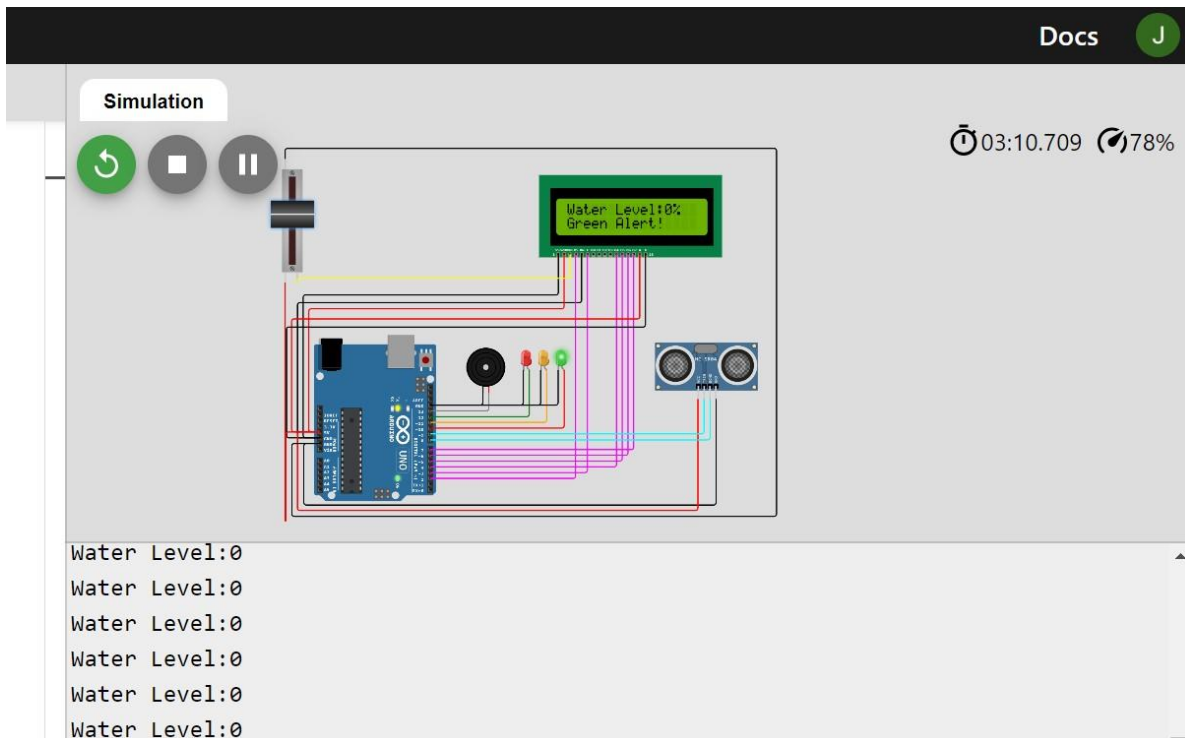 Docs
J
Simulation
03:10.709 78%
Water Level:0%
Green Alert!
UNO
Water Level:0
Water Level:0
Water Level:0
Water Level:0
Water Level:0
Water Level:0